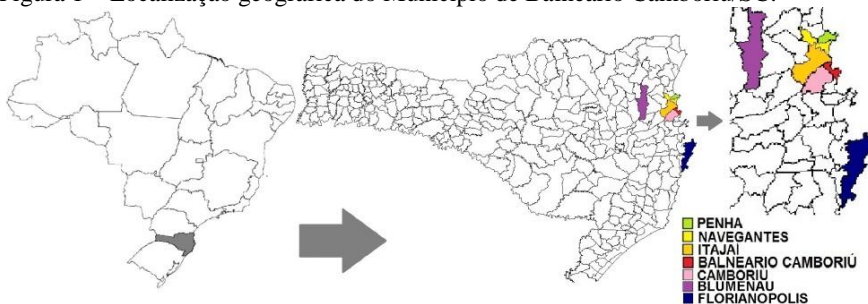 Figura 1 – Localização geográfica do Município de Balneário Camboriú/SC.
PENHA
NAVEGANTES
ITAJAÍ
BALNEARIO CAMBORIÚ
CAMBORIÚ
BLUMENAU
FLORIANOPOLIS